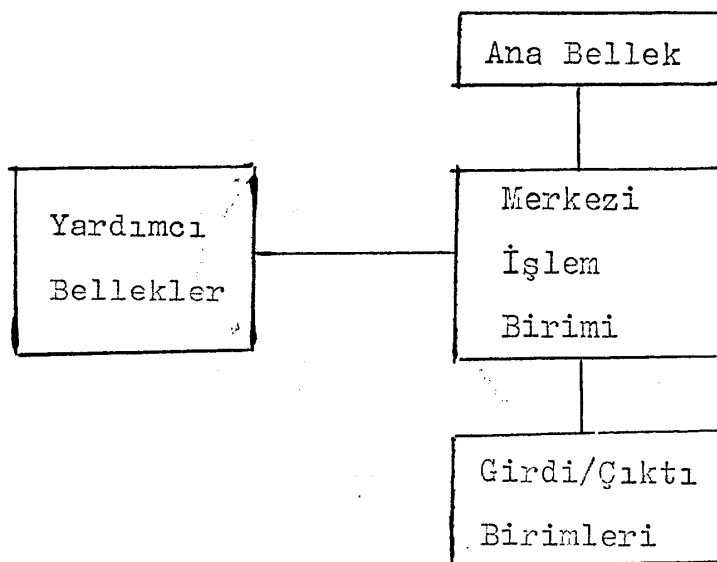 Ana Bellek
Yardımcı
Bellekler
Merkezi
İşlem
Birimi
Girdi/Çıktı
Birimleri